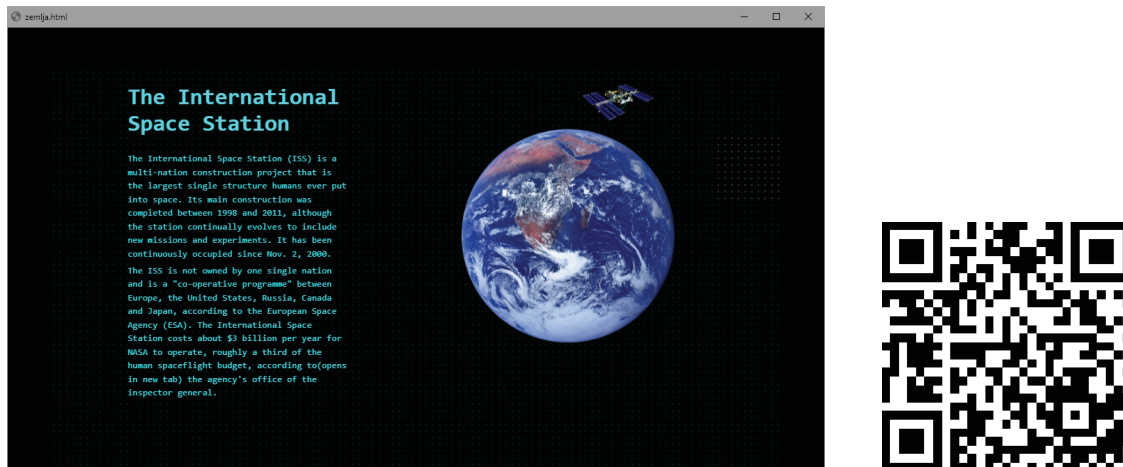 zemlja.html
The International
Space Station
The International Space Station (ISS) is a
multi-nation construction project that is
the largest single structure humans ever put
into space. Its main construction was
completed between 1998 and 2011, although
the station continually evolves to include
new missions and experiments. It has been
continuously occupied since Nov. 2, 2000.
The ISS is not owned by one single nation
and is a "co-operative programme" between
Europe, the United States, Russia, Canada
and Japan, according to the European Space
Agency (ESA). The International Space
Station costs about $3 billion per year for
NASA to operate, roughly a third of the
human spaceflight budget, according to(opens
in new tab) the agency's office of the
inspector general.